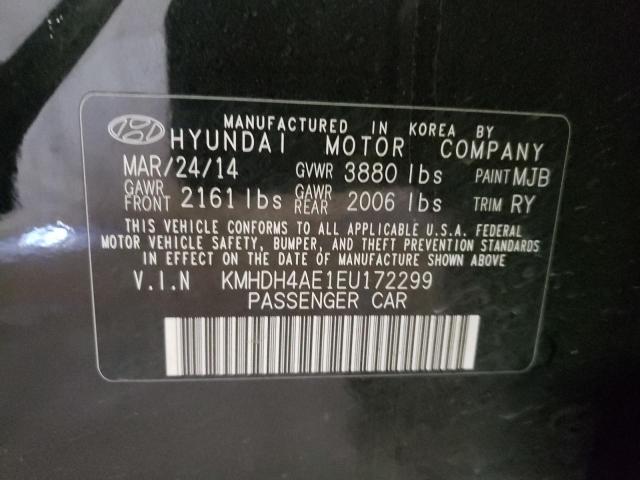 MANUFACTURED IN KOREA BY
HYUNDAI MOTOR COMPANY
MAR/24/14 GVWR 3880 lbs PAINT MJB
GAWR FRONT 2161 lbs GAWR REAR 2006 lbs TRIM RY
THIS VEHICLE CONFORMS TO ALL APPLICABLE U.S.A. FEDERAL
MOTOR VEHICLE SAFETY, BUMPER, AND THEFT PREVENTION STANDARDS
IN EFFECT ON THE DATE OF MANUFACTURE SHOWN ABOVE
V.I.N KMHDH4AE1EU172299
PASSENGER CAR